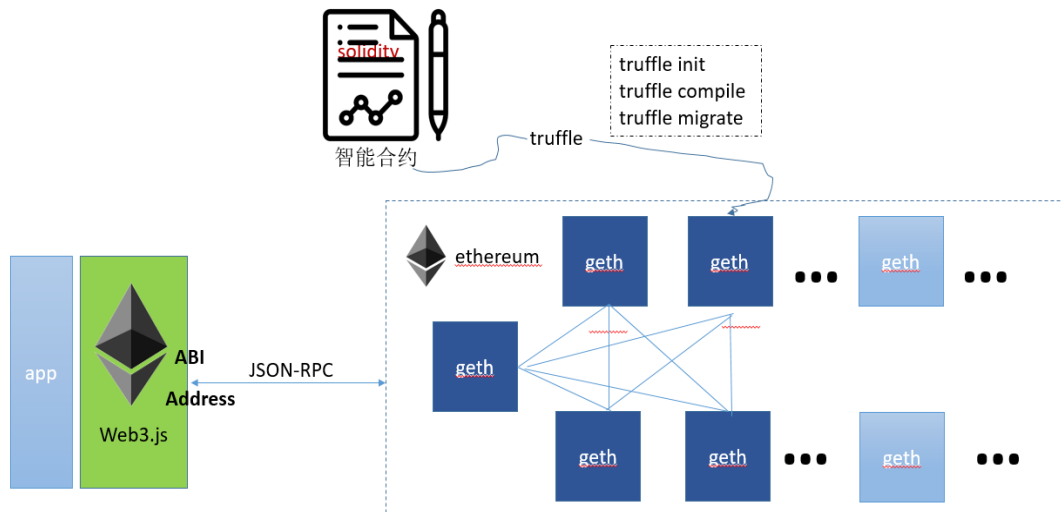 solidity
智能合约
truffle
truffle init
truffle compile
truffle migrate
ethereum
geth
geth
•••
geth
•••
app
ABI
Address
Web3.js
JSON-RPC
geth
geth
geth
•••
geth
•••